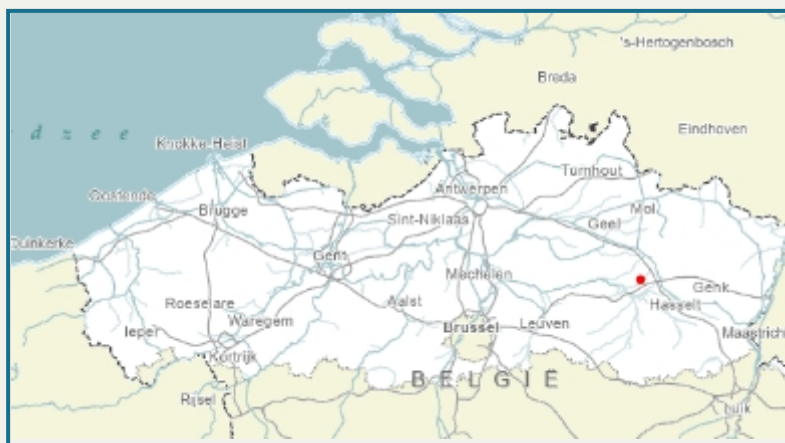 's-Hertogenbosch
Breda
d z e e
Eindhoven
Knokke-Heist
Turnhout
Antwerpen
Oostende
Mol
Brugge
Sint-Niklaas
Geel
Duinkerke
Gent
Mechelen
Genk
Roeselare
Aalst
Hasselt
Waregem
Brussel
Leuven
Ieper
Maastrich
Kortrijk
BELGIË
Rijsel
Luik